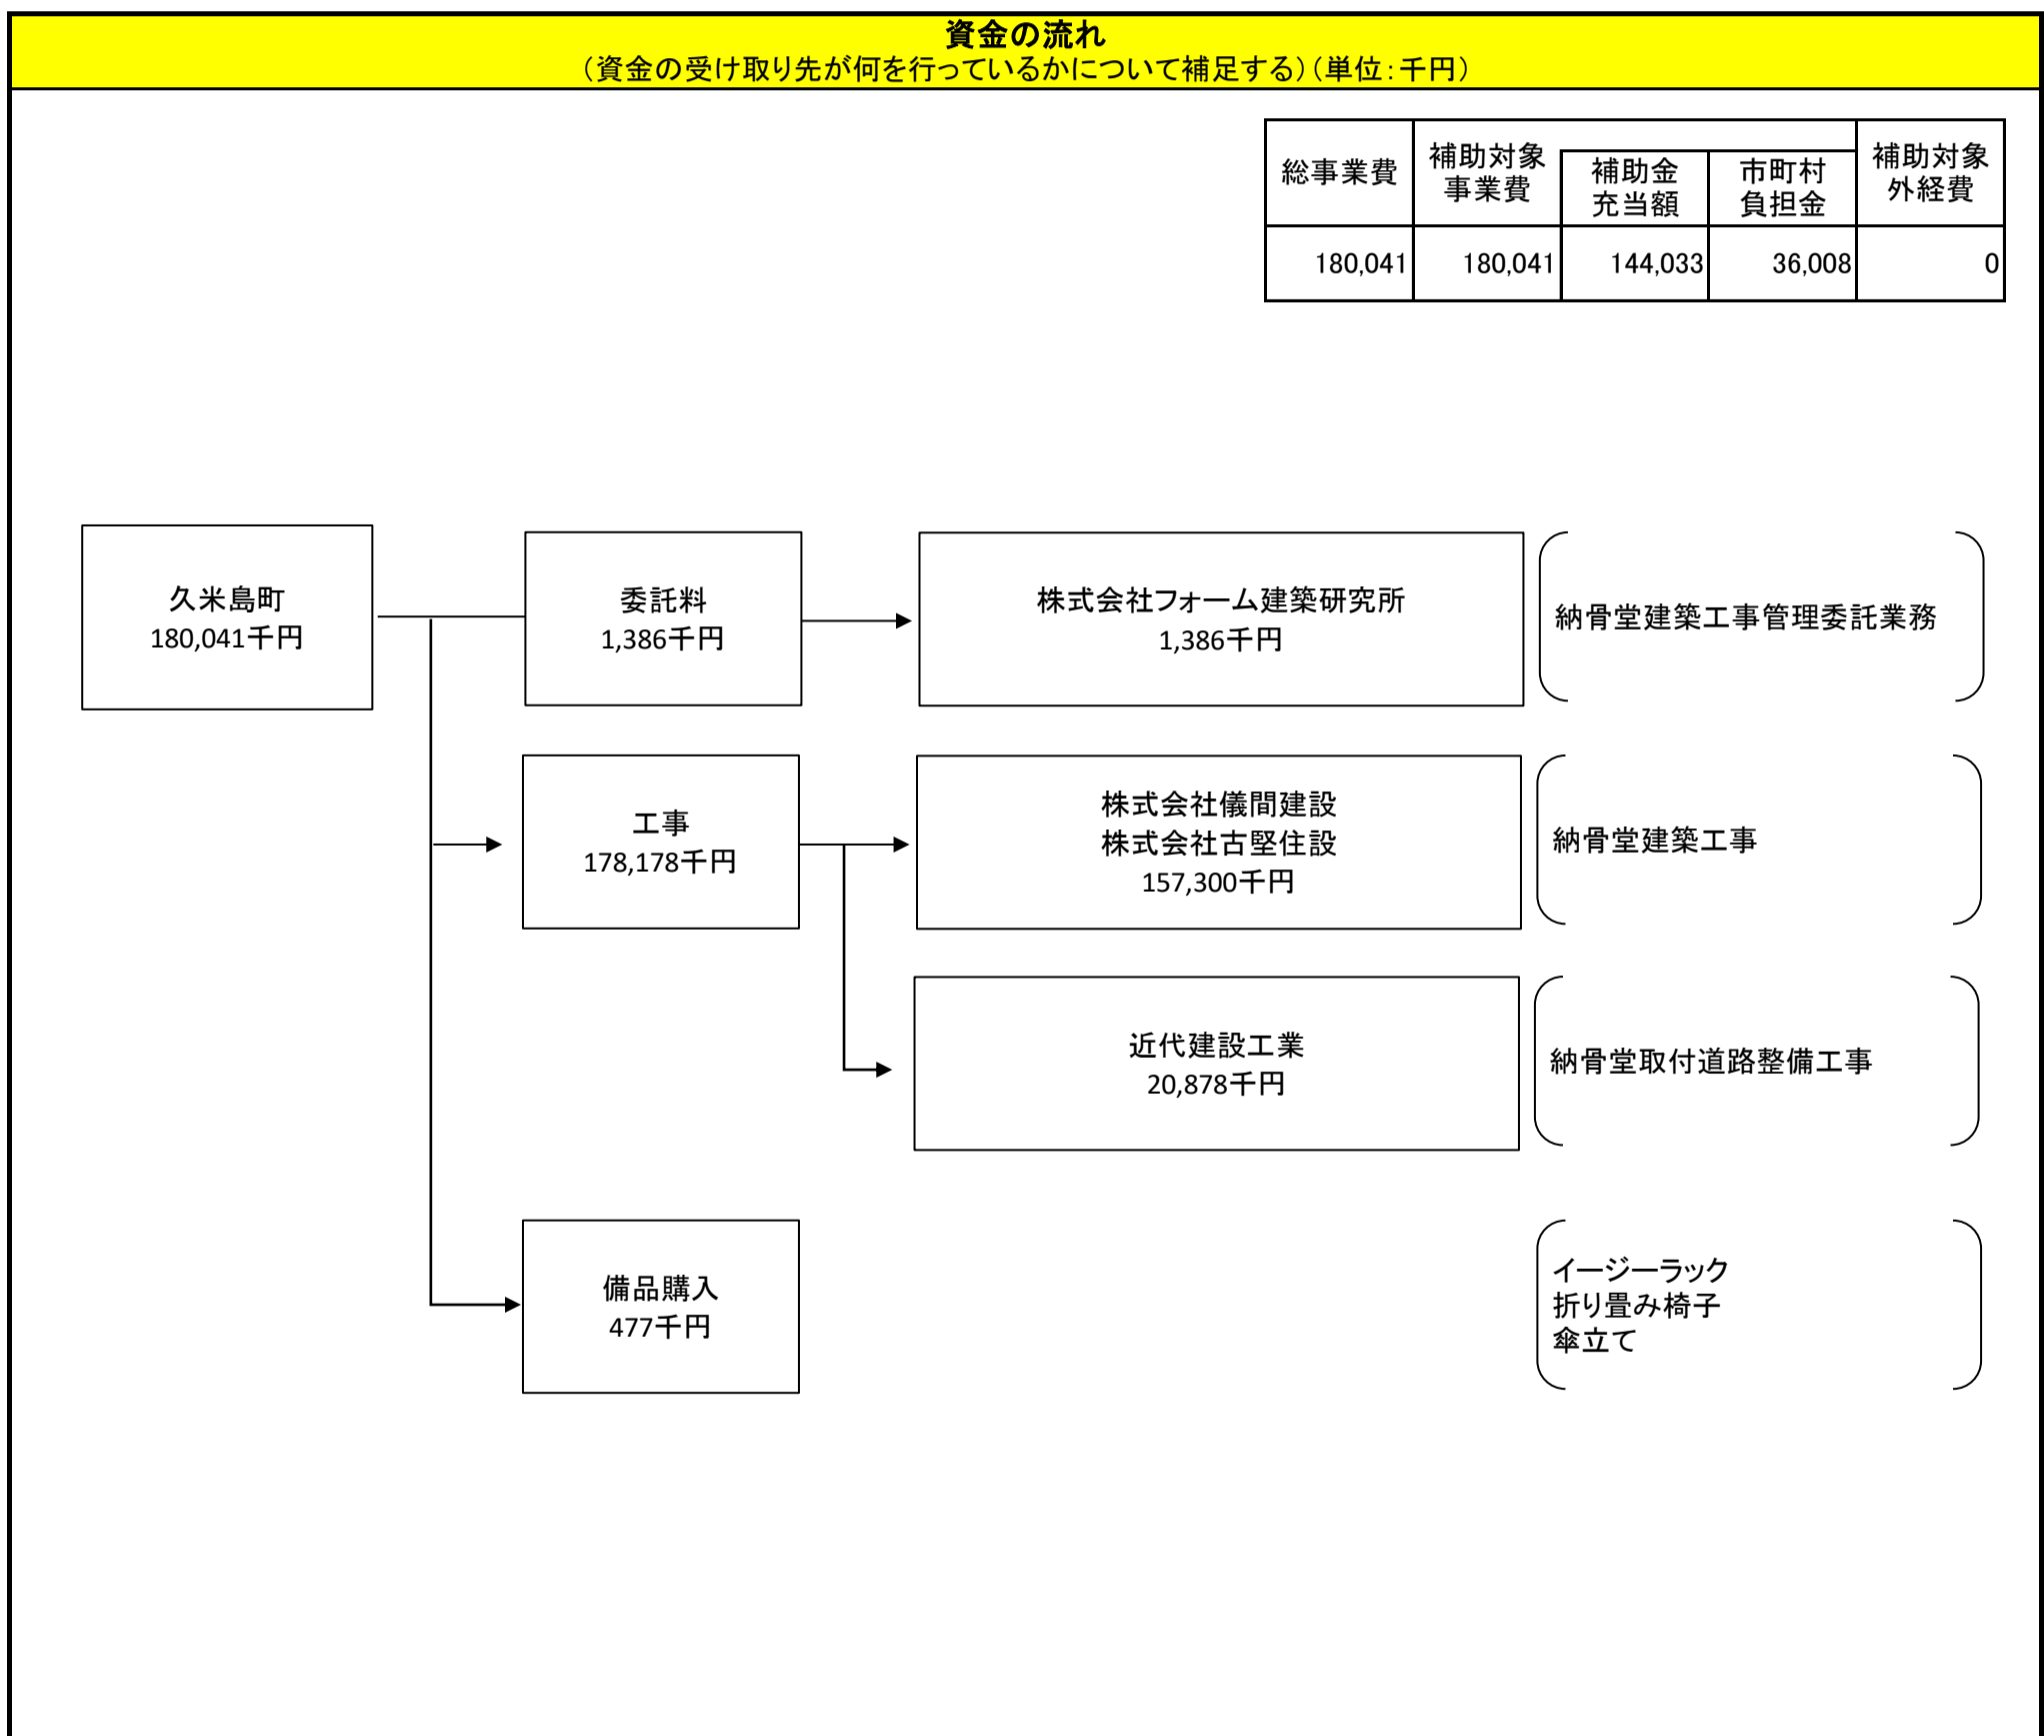 資金の流れ
（資金の受け取り先が何を行っているかについて補足する）（単位：千円）
総事業費
補助対象
事業費
補助金
充当額
市町村
負担金
補助対象
外経費
180,041
180,041
144,033
36,008
0
久米島町
180,041千円
委託料
1,386千円
株式会社フォーム建築研究所
1,386千円
納骨堂建築工事管理委託業務
工事
178,178千円
株式会社儀間建設
株式会社古堅住設
157,300千円
納骨堂建築工事
近代建設工業
20,878千円
納骨堂取付道路整備工事
備品購入
477千円
イージーラック
折り畳み椅子
傘立て